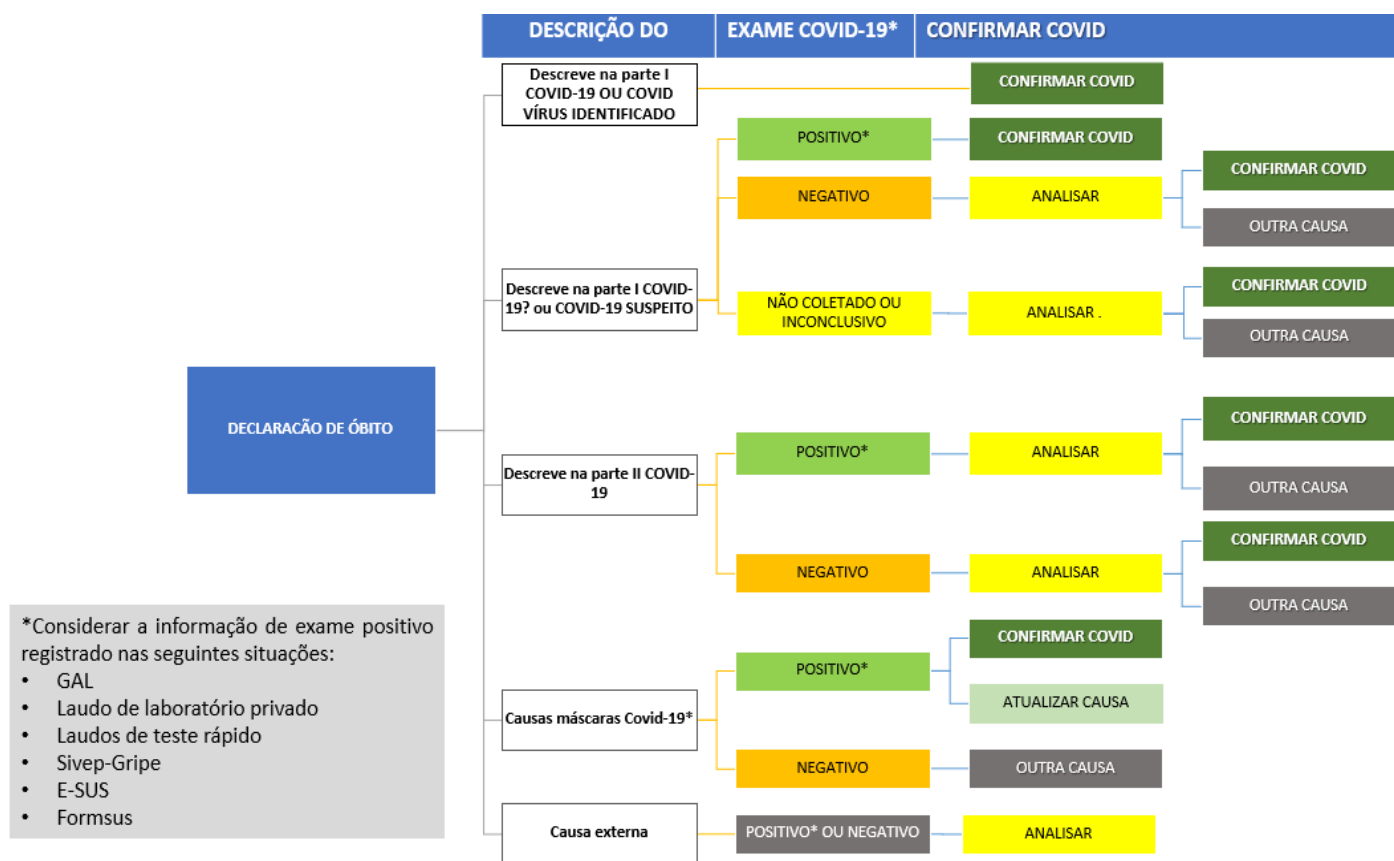 DESCRIÇÃO DO
EXAME COVID-19*
CONFIRMAR COVID
Descreve na parte I
COVID-19 OU COVID
VÍRUS IDENTIFICADO
CONFIRMAR COVID
POSITIVO*
CONFIRMAR COVID
NEGATIVO
ANALISAR
CONFIRMAR COVID
OUTRA CAUSA
Descreve na parte I COVID-
19? ou COVID-19 SUSPEITO
NÃO COLETADO OU
INCONCLUSIVO
ANALISAR .
CONFIRMAR COVID
OUTRA CAUSA
DECLARACÃO DE ÓBITO
Descreve na parte II COVID-
19
POSITIVO*
ANALISAR
CONFIRMAR COVID
OUTRA CAUSA
NEGATIVO
ANALISAR
CONFIRMAR COVID
OUTRA CAUSA
Causas máscaras Covid-19*
POSITIVO*
CONFIRMAR COVID
ATUALIZAR CAUSA
NEGATIVO
OUTRA CAUSA
Causa externa
POSITIVO* OU NEGATIVO
ANALISAR
*Considerar a informação de exame positivo
registrado nas seguintes situações:
• GAL
• Laudo de laboratório privado
• Laudos de teste rápido
• Sivep-Gripe
• E-SUS
• Formsus